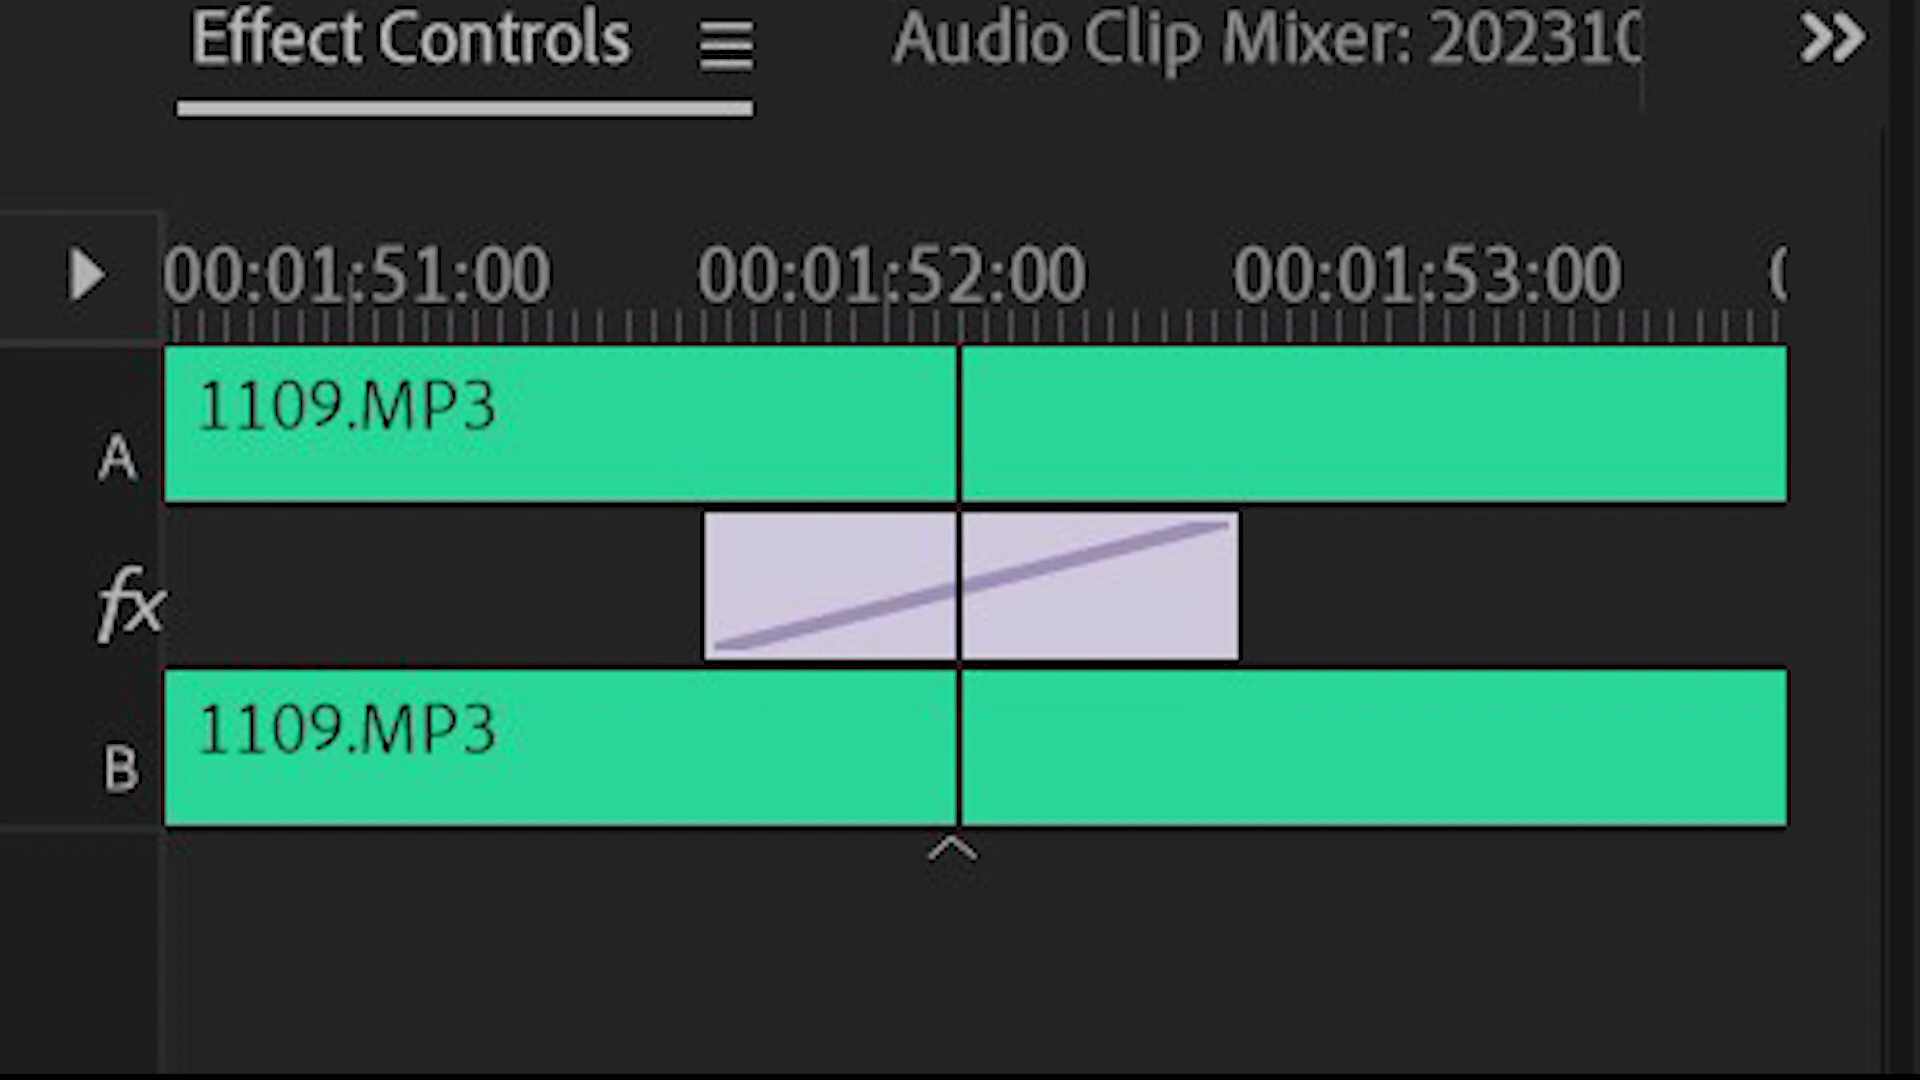 Effect Controls
Audio Clip Mixer: 202310
00:01:51:00 00:01:52:00 00:01:53:00
1109.MP3
A
fx
1109.MP3
B